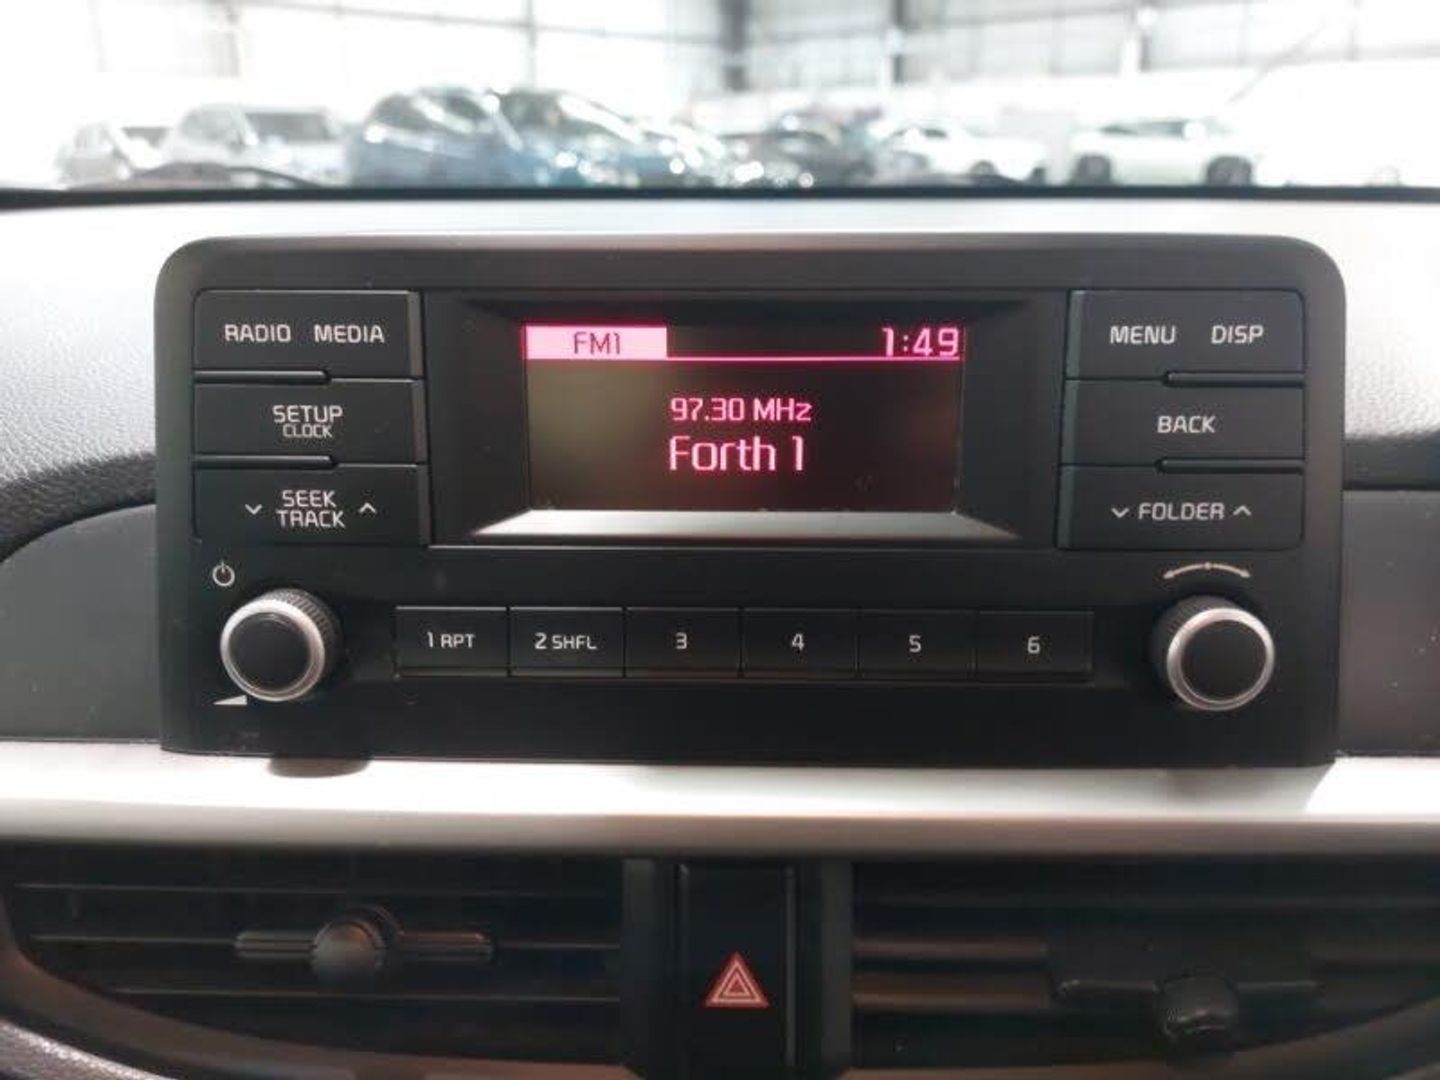 RADIO MEDIA
SETUP
CLOCK
SEEK
TRACK
FM1 1:49
97.30 MHz
Forth 1
MENU DISP
BACK
FOLDER
1 RPT 2 SHFL 3 4 5 6